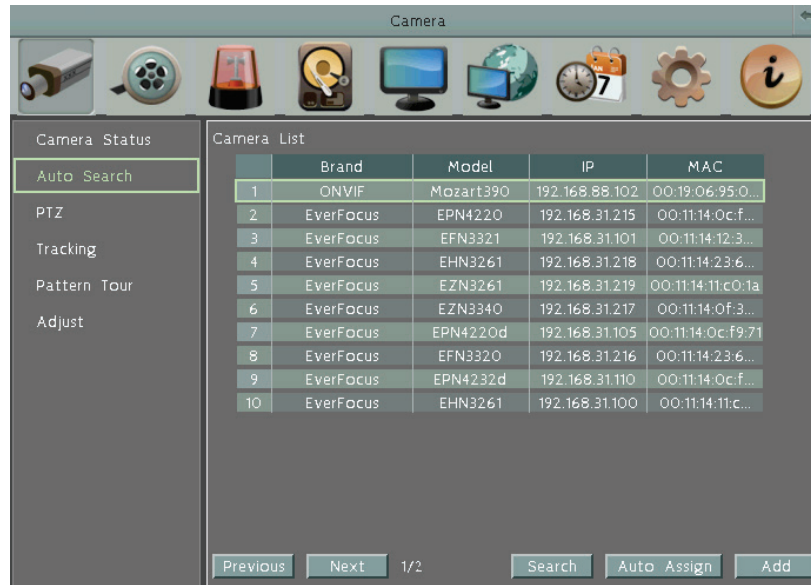 Camera
JAN
7
Camera Status
Auto Search
PTZ
Tracking
Pattern Tour
Adjust
Camera List
Brand Model IP MAC
1 ONVIF Mozart390 192.168.88.102 00:19:06:95:0...
2 EverFocus EPN4220 192.168.31.215 00:11:14:0c:f...
3 EverFocus EFN3321 192.168.31.101 00:11:14:12:3...
4 EverFocus EHN3261 192.168.31.218 00:11:14:23:6...
5 EverFocus EZN3261 192.168.31.219 00:11:14:11:c0:1a
6 EverFocus EZN3340 192.168.31.217 00:11:14:0f:3...
7 EverFocus EPN4220d 192.168.31.105 00:11:14:0c:f9:71
8 EverFocus EFN3320 192.168.31.216 00:11:14:23:6...
9 EverFocus EPN4232d 192.168.31.110 00:11:14:0c:f...
10 EverFocus EHN3261 192.168.31.100 00:11:14:11:c...
Previous Next 1/2 Search Auto Assign Add